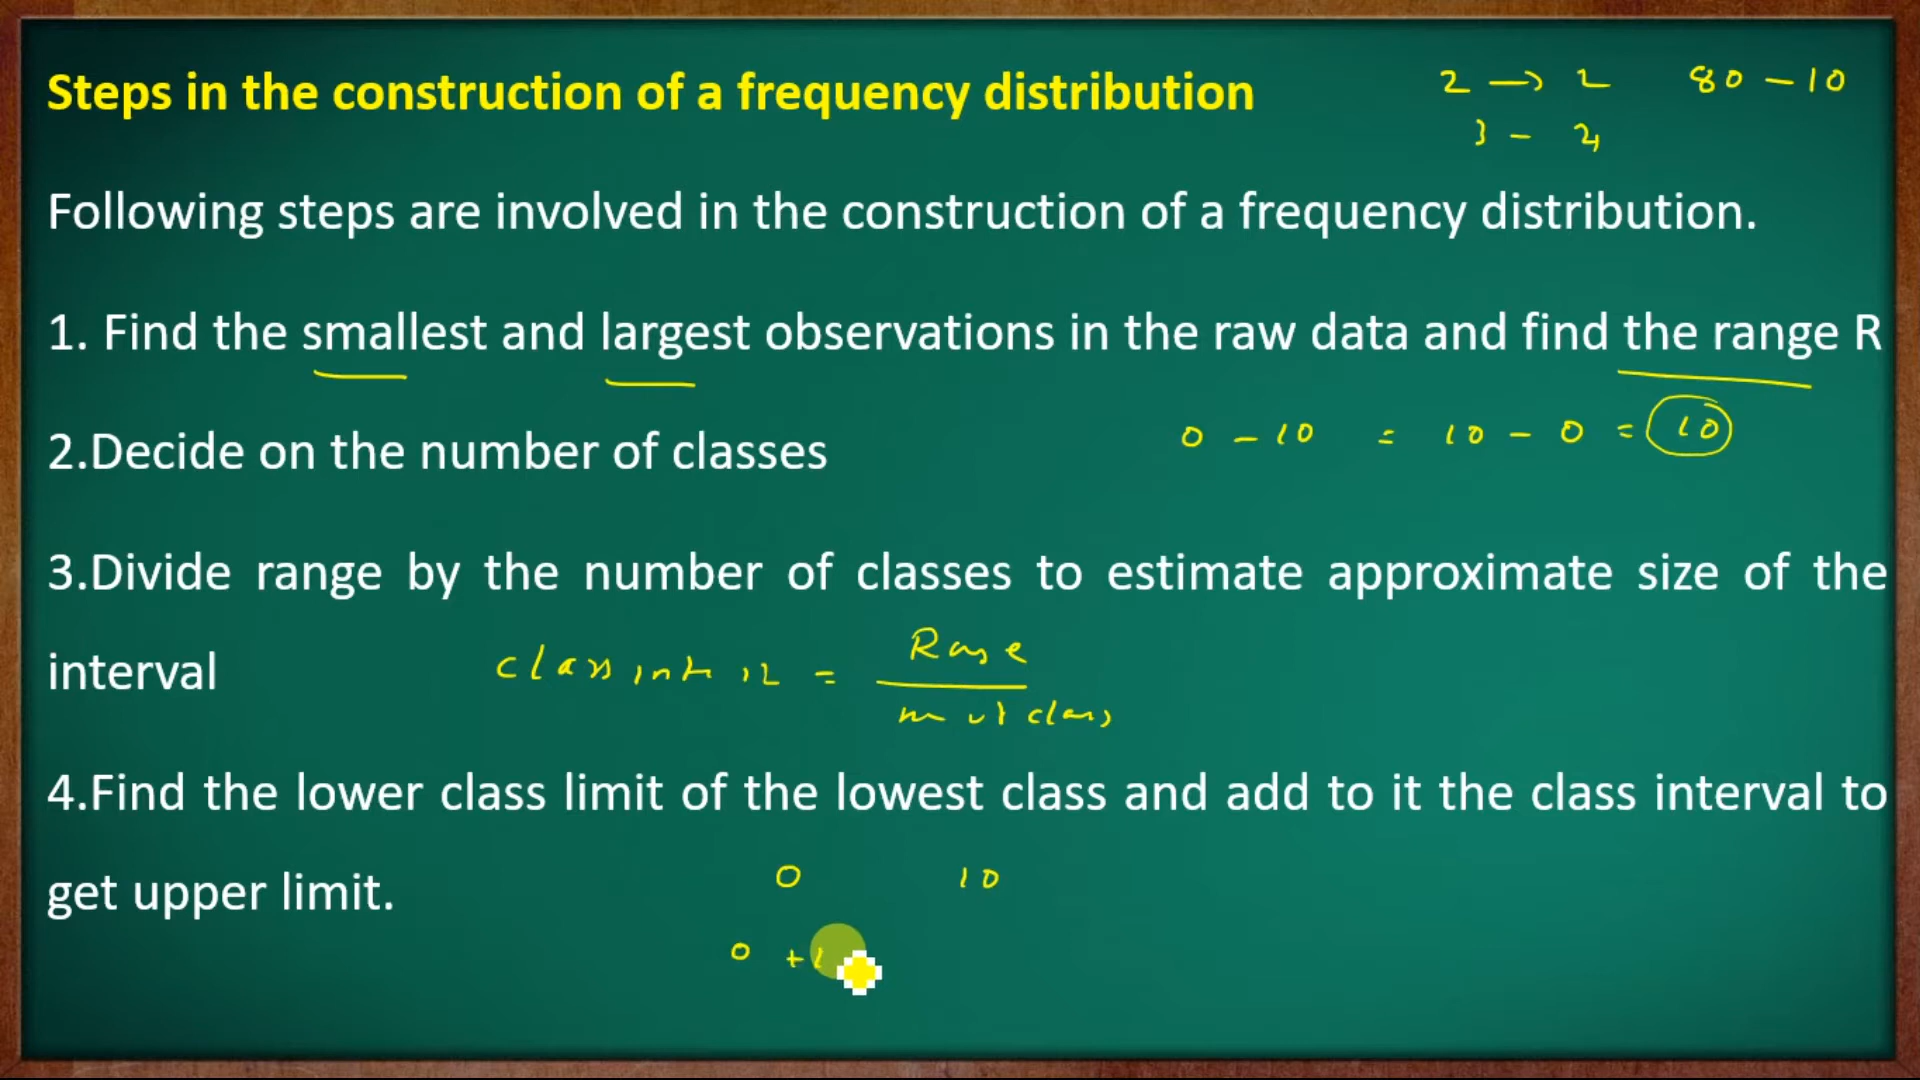 Steps in the construction of a frequency distribution
2 → 2 80 - 10
3 - 4
Following steps are involved in the construction of a frequency distribution.
1. Find the smallest and largest observations in the raw data and find the range R
0 - 10 = 10 - 0 = 10
2.Decide on the number of classes
3.Divide range by the number of classes to estimate approximate size of the
interval
class =
Range
class
4.Find the lower class limit of the lowest class and add to it the class interval to
get upper limit.
0 10
0 + 1